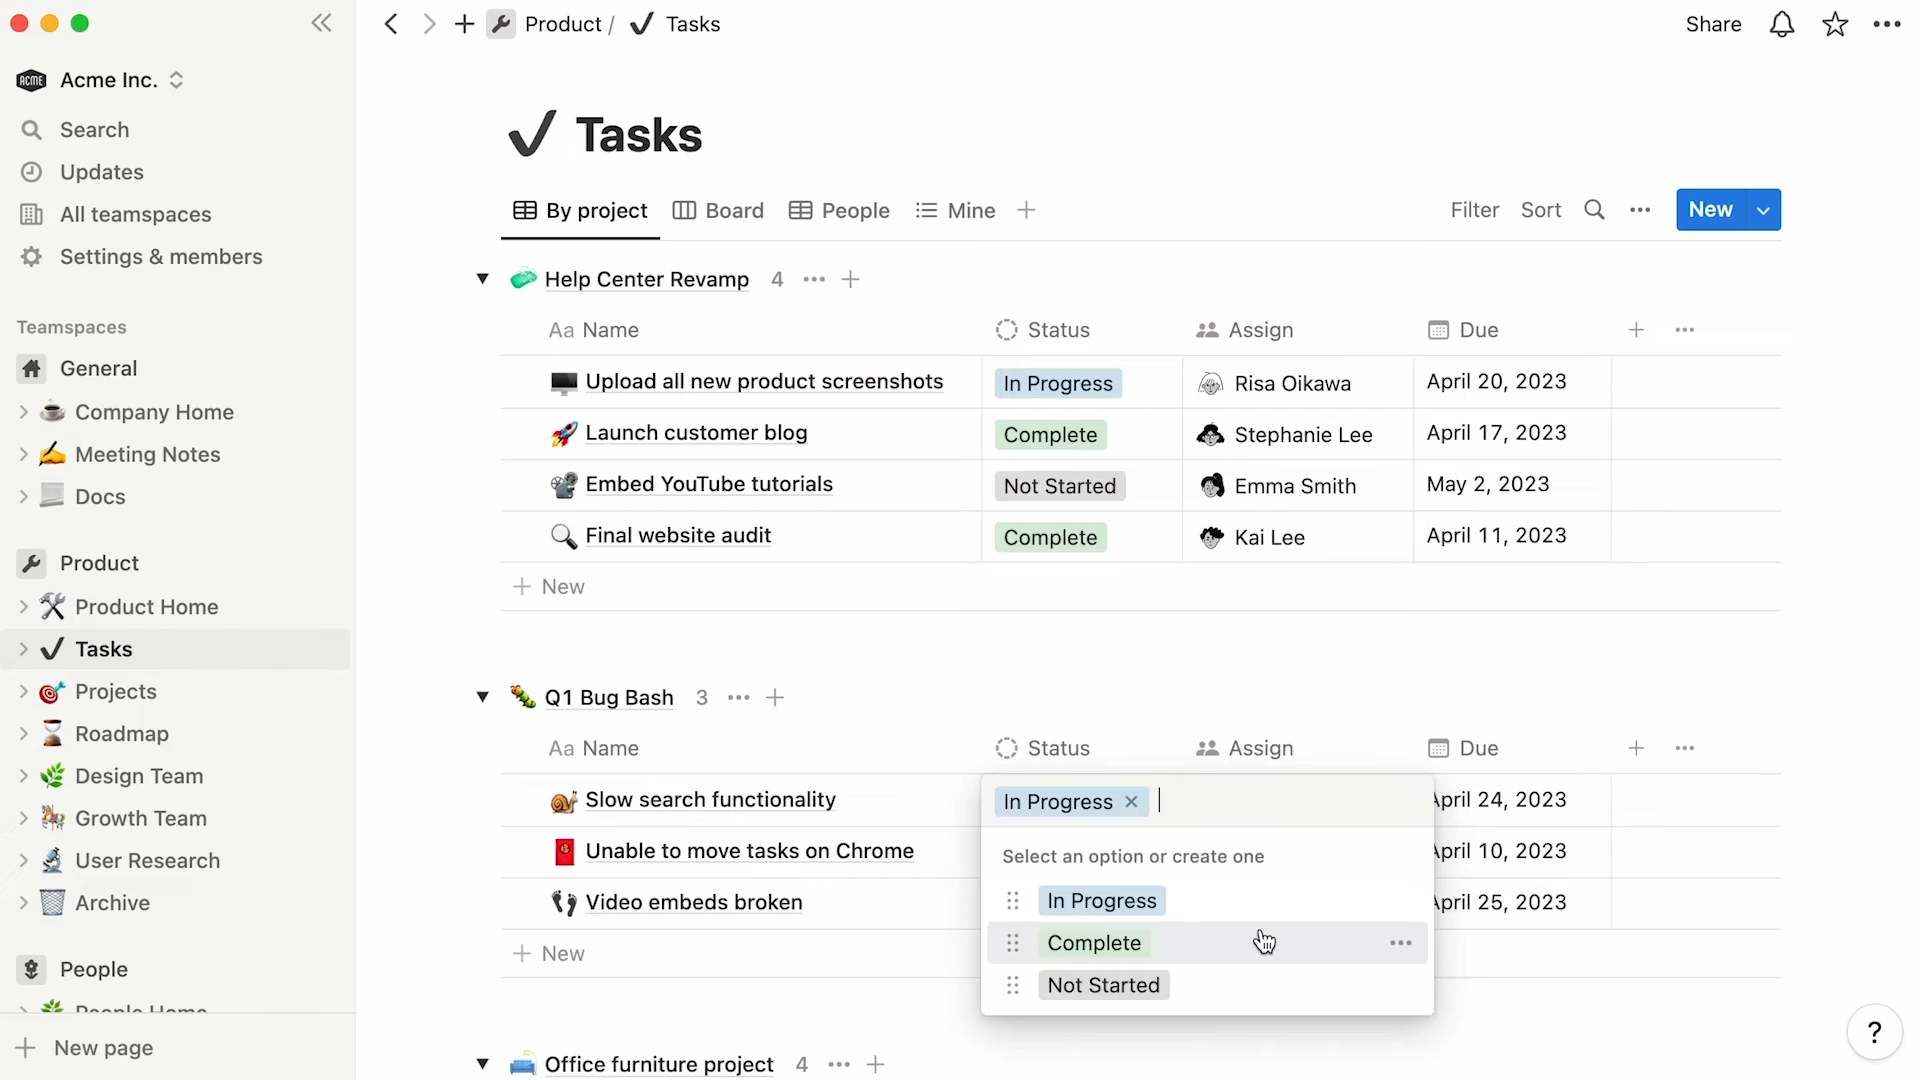 Product / Tasks
Share
ACME Acme Inc.
Search
Updates
All teamspaces
Settings & members
Teamspaces
General
Company Home
Meeting Notes
Docs
Product
Product Home
Tasks
Projects
Roadmap
Design Team
Growth Team
User Research
Archive
People
People Home
New page
Tasks
By project Board People Mine
Filter Sort New
Help Center Revamp 4
Aa Name Status Assign Due
Upload all new product screenshots In Progress Risa Oikawa April 20, 2023
Launch customer blog Complete Stephanie Lee April 17, 2023
Embed YouTube tutorials Not Started Emma Smith May 2, 2023
Final website audit Complete Kai Lee April 11, 2023
New
Q1 Bug Bash 3
Aa Name Status Assign Due
Slow search functionality In Progress April 24, 2023
Unable to move tasks on Chrome April 10, 2023
Video embeds broken April 25, 2023
New
Select an option or create one
In Progress
Complete
Not Started
Office furniture project 4
?